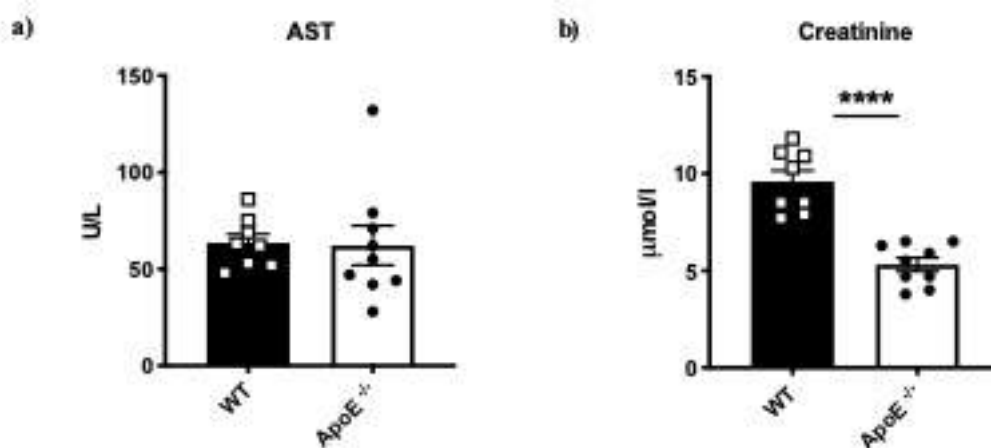 a)
AST
U/L
150
100
50
0
WT
ApoE -/-
b)
Creatinine
μmol/l
15
10
5
0
****
WT
ApoE -/-